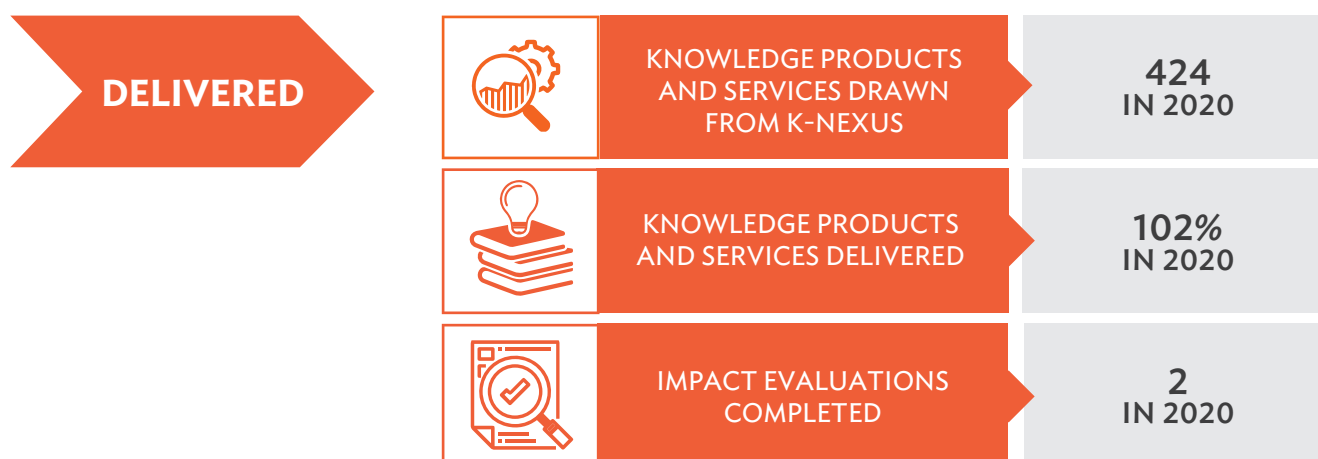 DELIVERED
KNOWLEDGE PRODUCTS
AND SERVICES DRAWN
FROM K-NEXUS
424
IN 2020
KNOWLEDGE PRODUCTS
AND SERVICES DELIVERED
102%
IN 2020
IMPACT EVALUATIONS
COMPLETED
2
IN 2020